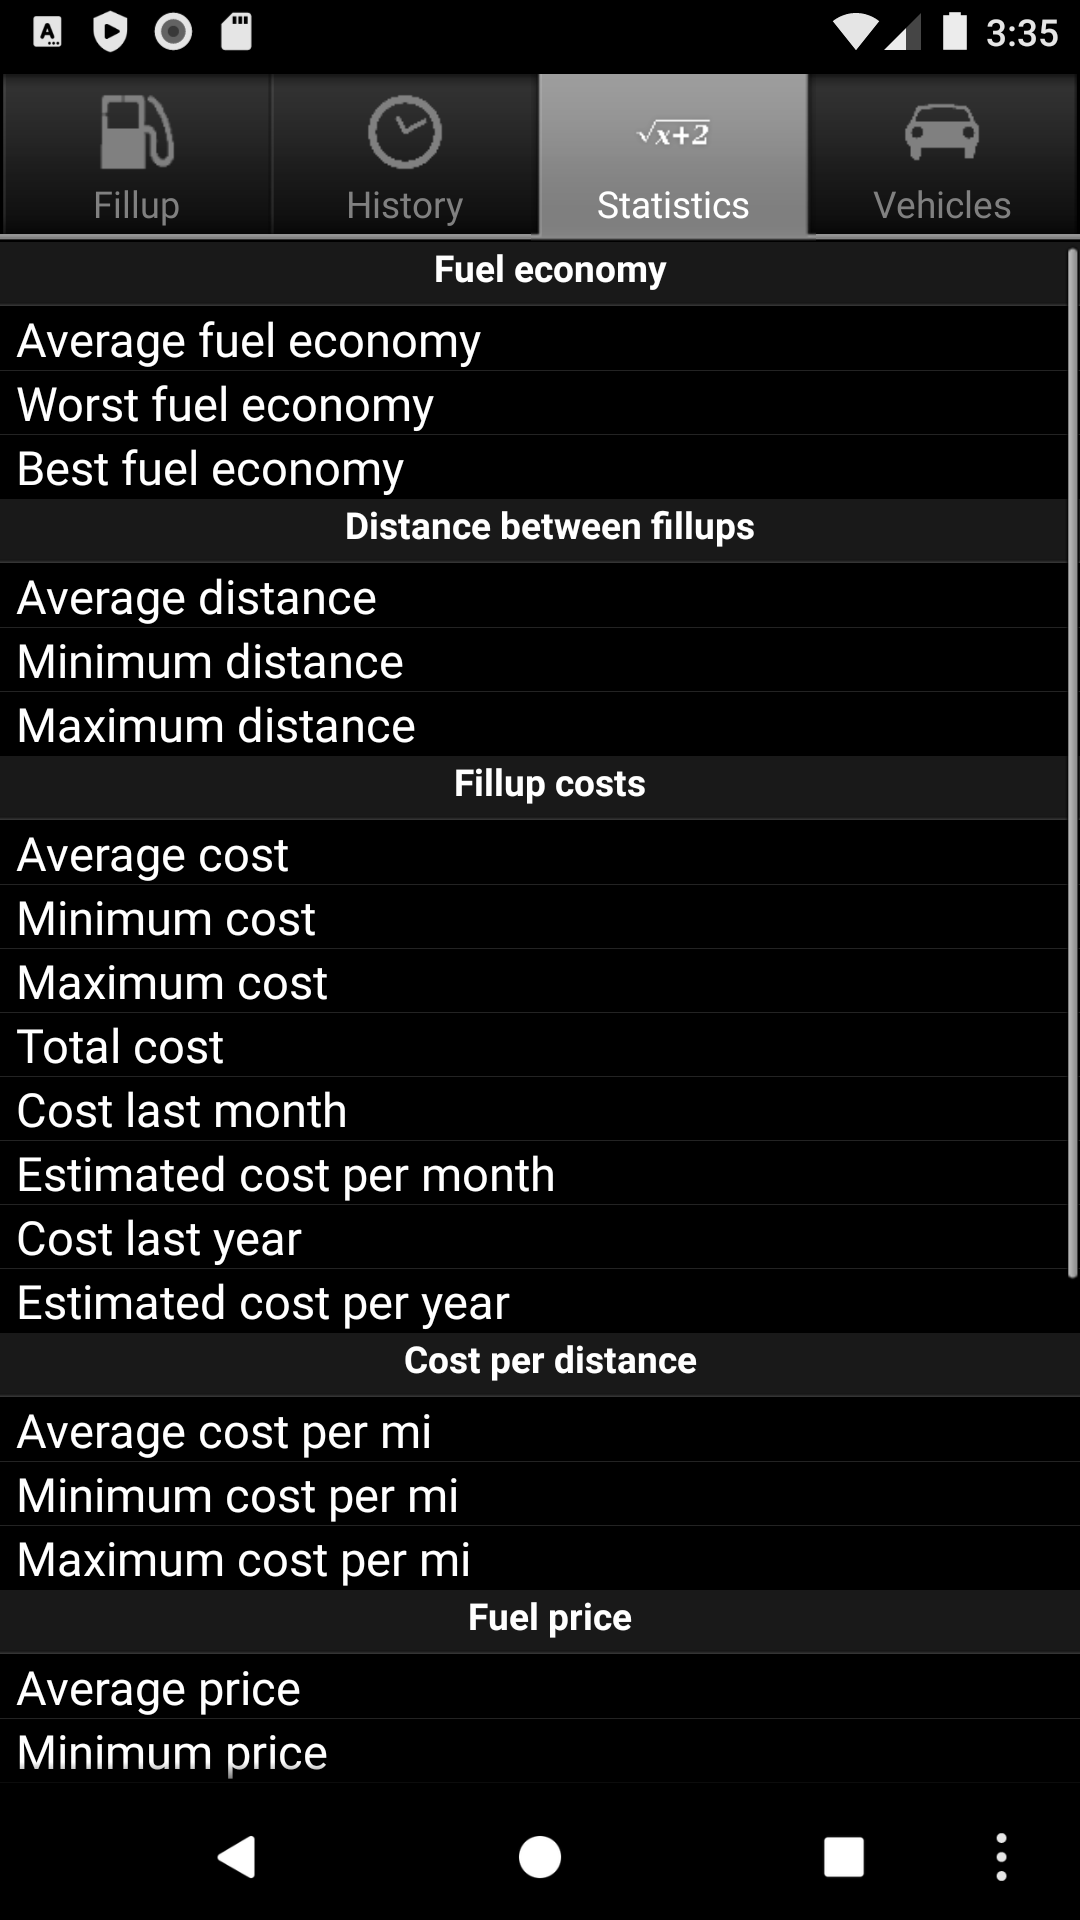 3:35
√x+2
Fillup
History
Statistics
Vehicles
Fuel economy
Average fuel economy
Worst fuel economy
Best fuel economy
Distance between fillups
Average distance
Minimum distance
Maximum distance
Fillup costs
Average cost
Minimum cost
Maximum cost
Total cost
Cost last month
Estimated cost per month
Cost last year
Estimated cost per year
Cost per distance
Average cost per mi
Minimum cost per mi
Maximum cost per mi
Fuel price
Average price
Minimum price